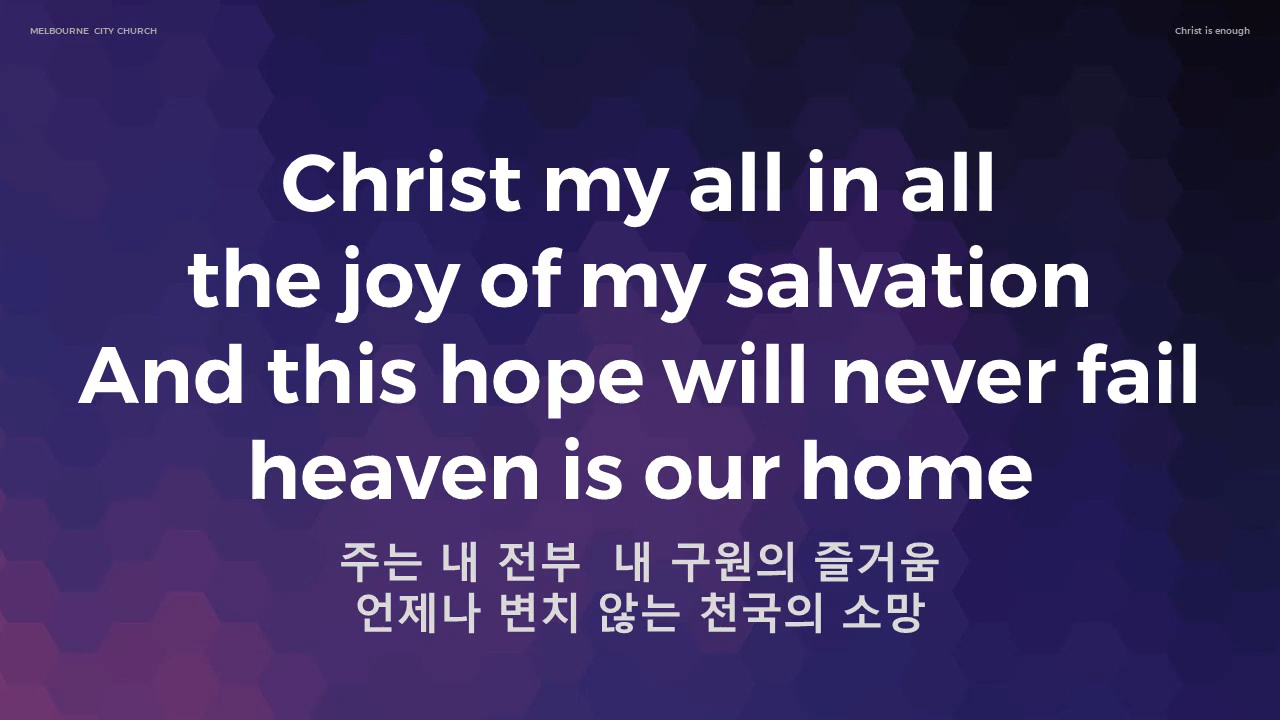 MELBOURNE CITY CHURCH
Christ is enough
Christ my all in all
the joy of my salvation
And this hope will never fail
heaven is our home
주는 내 전부 내 구원의 즐거움
언제나 변치 않는 천국의 소망